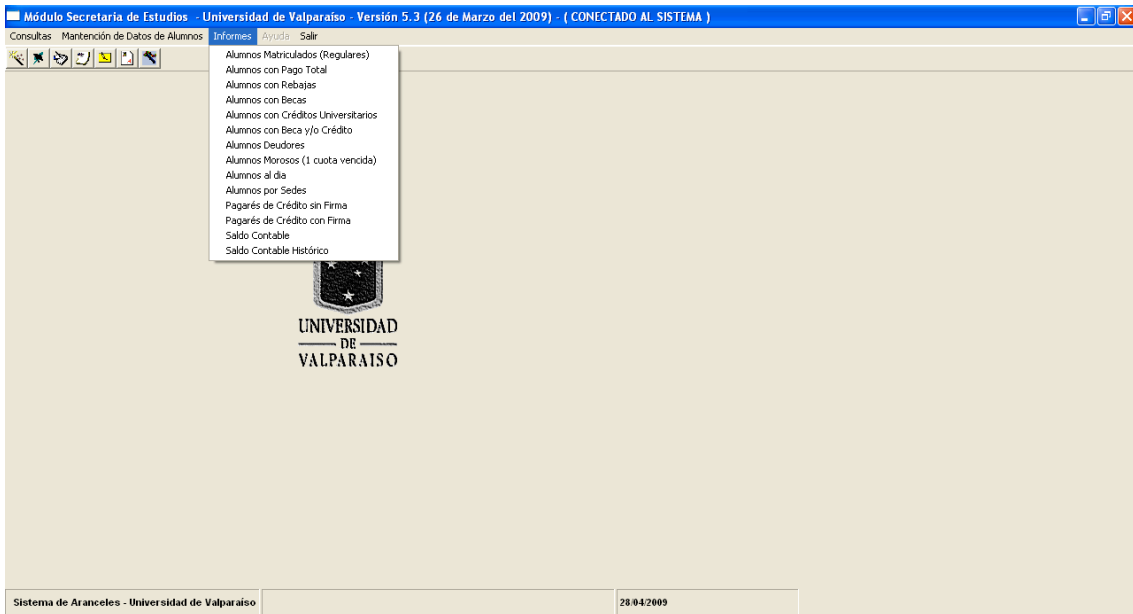 Módulo Secretaria de Estudios - Universidad de Valparaíso - Versión 5.3 (26 de Marzo del 2009) - ( CONECTADO AL SISTEMA )
Consultas Mantención de Datos de Alumnos Informes Ayuda Salir
Alumnos Matriculados (Regulares)
Alumnos con Pago Total
Alumnos con Rebajas
Alumnos con Becas
Alumnos con Créditos Universitarios
Alumnos con Beca y/o Crédito
Alumnos Deudores
Alumnos Morosos (1 cuota vencida)
Alumnos al dia
Alumnos por Sedes
Pagarés de Crédito sin Firma
Pagarés de Crédito con Firma
Saldo Contable
Saldo Contable Histórico
UNIVERSIDAD
DE
VALPARAISO
Sistema de Aranceles - Universidad de Valparaíso 28/04/2009